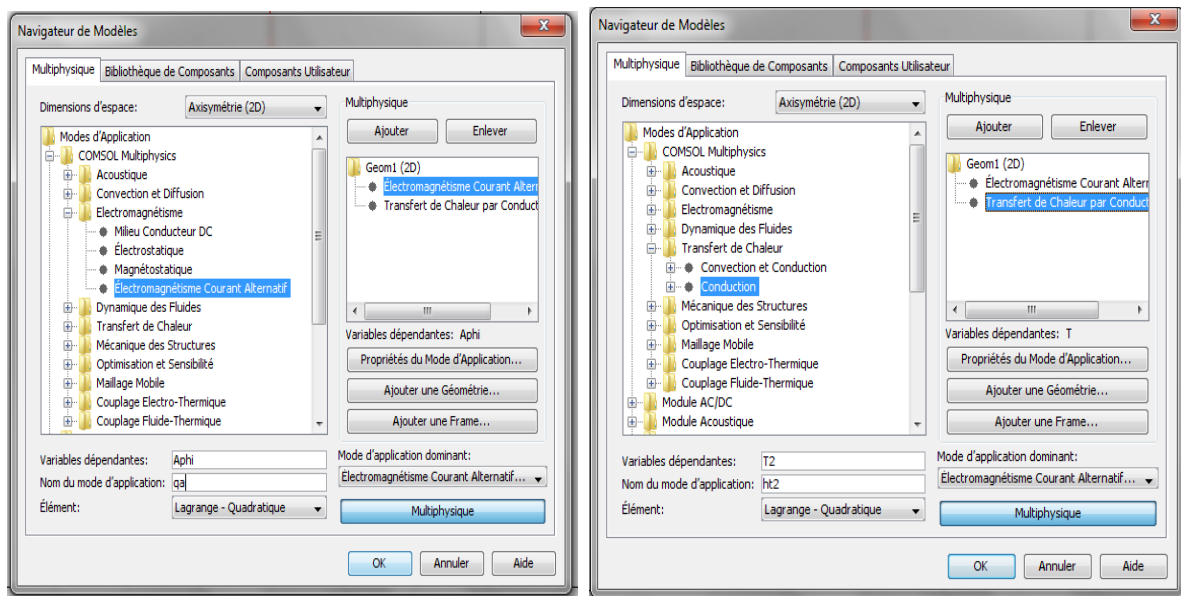 Navigateur de Modèles
Multiphysique Bibliothèque de Composants Composants Utilisateur
Dimensions d'espace: Axisymétrie (2D)
Modes d'Application
COMSOL Multiphysics
Acoustique
Convection et Diffusion
Electromagnétisme
Milieu Conducteur DC
Électrostatique
Magnétostatique
Électromagnétisme Courant Alternatif
Dynamique des Fluides
Transfert de Chaleur
Mécanique des Structures
Optimisation et Sensibilité
Maillage Mobile
Couplage Electro-Thermique
Couplage Fluide-Thermique
Variables dépendantes: Aphi
Nom du mode d'application: qa
Élément: Lagrange - Quadratique
Multiphysique
Ajouter Enlever
Geom1 (2D)
Électromagnétisme Courant Altern
Transfert de Chaleur par Conduct
Variables dépendantes: Aphi
Propriétés du Mode d'Application...
Ajouter une Géométrie...
Ajouter une Frame...
Mode d'application dominant:
Électromagnétisme Courant Alternatif...
Multiphysique
OK Annuler Aide
Navigateur de Modèles
Multiphysique Bibliothèque de Composants Composants Utilisateur
Dimensions d'espace: Axisymétrie (2D)
Modes d'Application
COMSOL Multiphysics
Acoustique
Convection et Diffusion
Electromagnétisme
Dynamique des Fluides
Transfert de Chaleur
Convection et Conduction
Conduction
Mécanique des Structures
Optimisation et Sensibilité
Maillage Mobile
Couplage Electro-Thermique
Couplage Fluide-Thermique
Module AC/DC
Module Acoustique
Variables dépendantes: T2
Nom du mode d'application: ht2
Élément: Lagrange - Quadratique
Multiphysique
Ajouter Enlever
Geom1 (2D)
Électromagnétisme Courant Altern
Transfert de Chaleur par Conduct
Variables dépendantes: T
Propriétés du Mode d'Application...
Ajouter une Géométrie...
Ajouter une Frame...
Mode d'application dominant:
Électromagnétisme Courant Alternatif...
Multiphysique
OK Annuler Aide